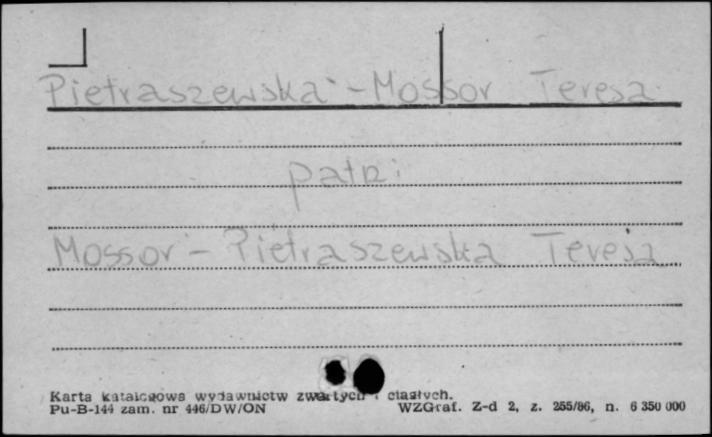 Pietraszewska - Mossor Teresa
patrz:
Mossor - Pietraszewska Teresa
Karta katalogowa wydawnictw zwartych i ciągłych.
Pu-B-144 zam. nr 446/DW/ON WZGraf. Z-d 2, z. 255/86, n. 6 350 000